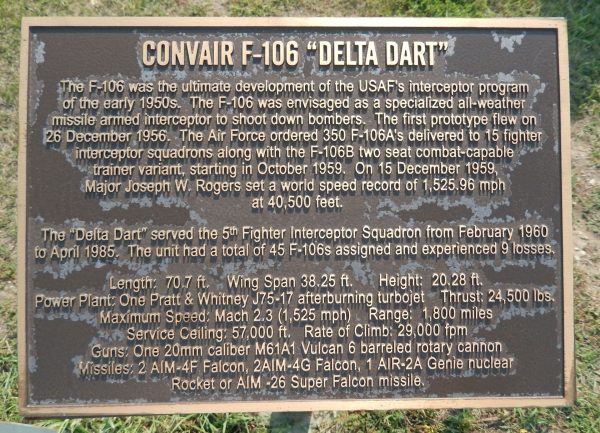 CONVAIR F-106 "DELTA DART"
The F-106 was the ultimate development of the USAF's interceptor program
of the early 1950s. The F-106 was envisaged as a specialized all-weather
missile armed interceptor to shoot down bombers. The first prototype flew on
26 December 1956. The Air Force ordered 350 F-106A's delivered to 15 fighter
interceptor squadrons along with the F-106B two seat combat-capable
trainer variant, starting in October 1959. On 15 December 1959,
Major Joseph W. Rogers set a world speed record of 1,525.96 mph
at 40,500 feet.
The "Delta Dart" served the 5th Fighter Interceptor Squadron from February 1960
to April 1985. The unit had a total of 45 F-106s assigned and experienced 9 losses.
Length: 70.7 ft. Wing Span 38.25 ft. Height: 20.28 ft.
Power Plant: One Pratt & Whitney J75-17 afterburning turbojet Thrust: 24,500 lbs.
Maximum Speed: Mach 2.3 (1,525 mph) Range: 1,800 miles
Service Ceiling: 57,000 ft. Rate of Climb: 29,000 fpm
Guns: One 20mm caliber M61A1 Vulcan 6 barreled rotary cannon
Missiles: 2 AIM-4F Falcon, 2AIM-4G Falcon, 1 AIR-2A Genie nuclear
Rocket or AIM -26 Super Falcon missile.